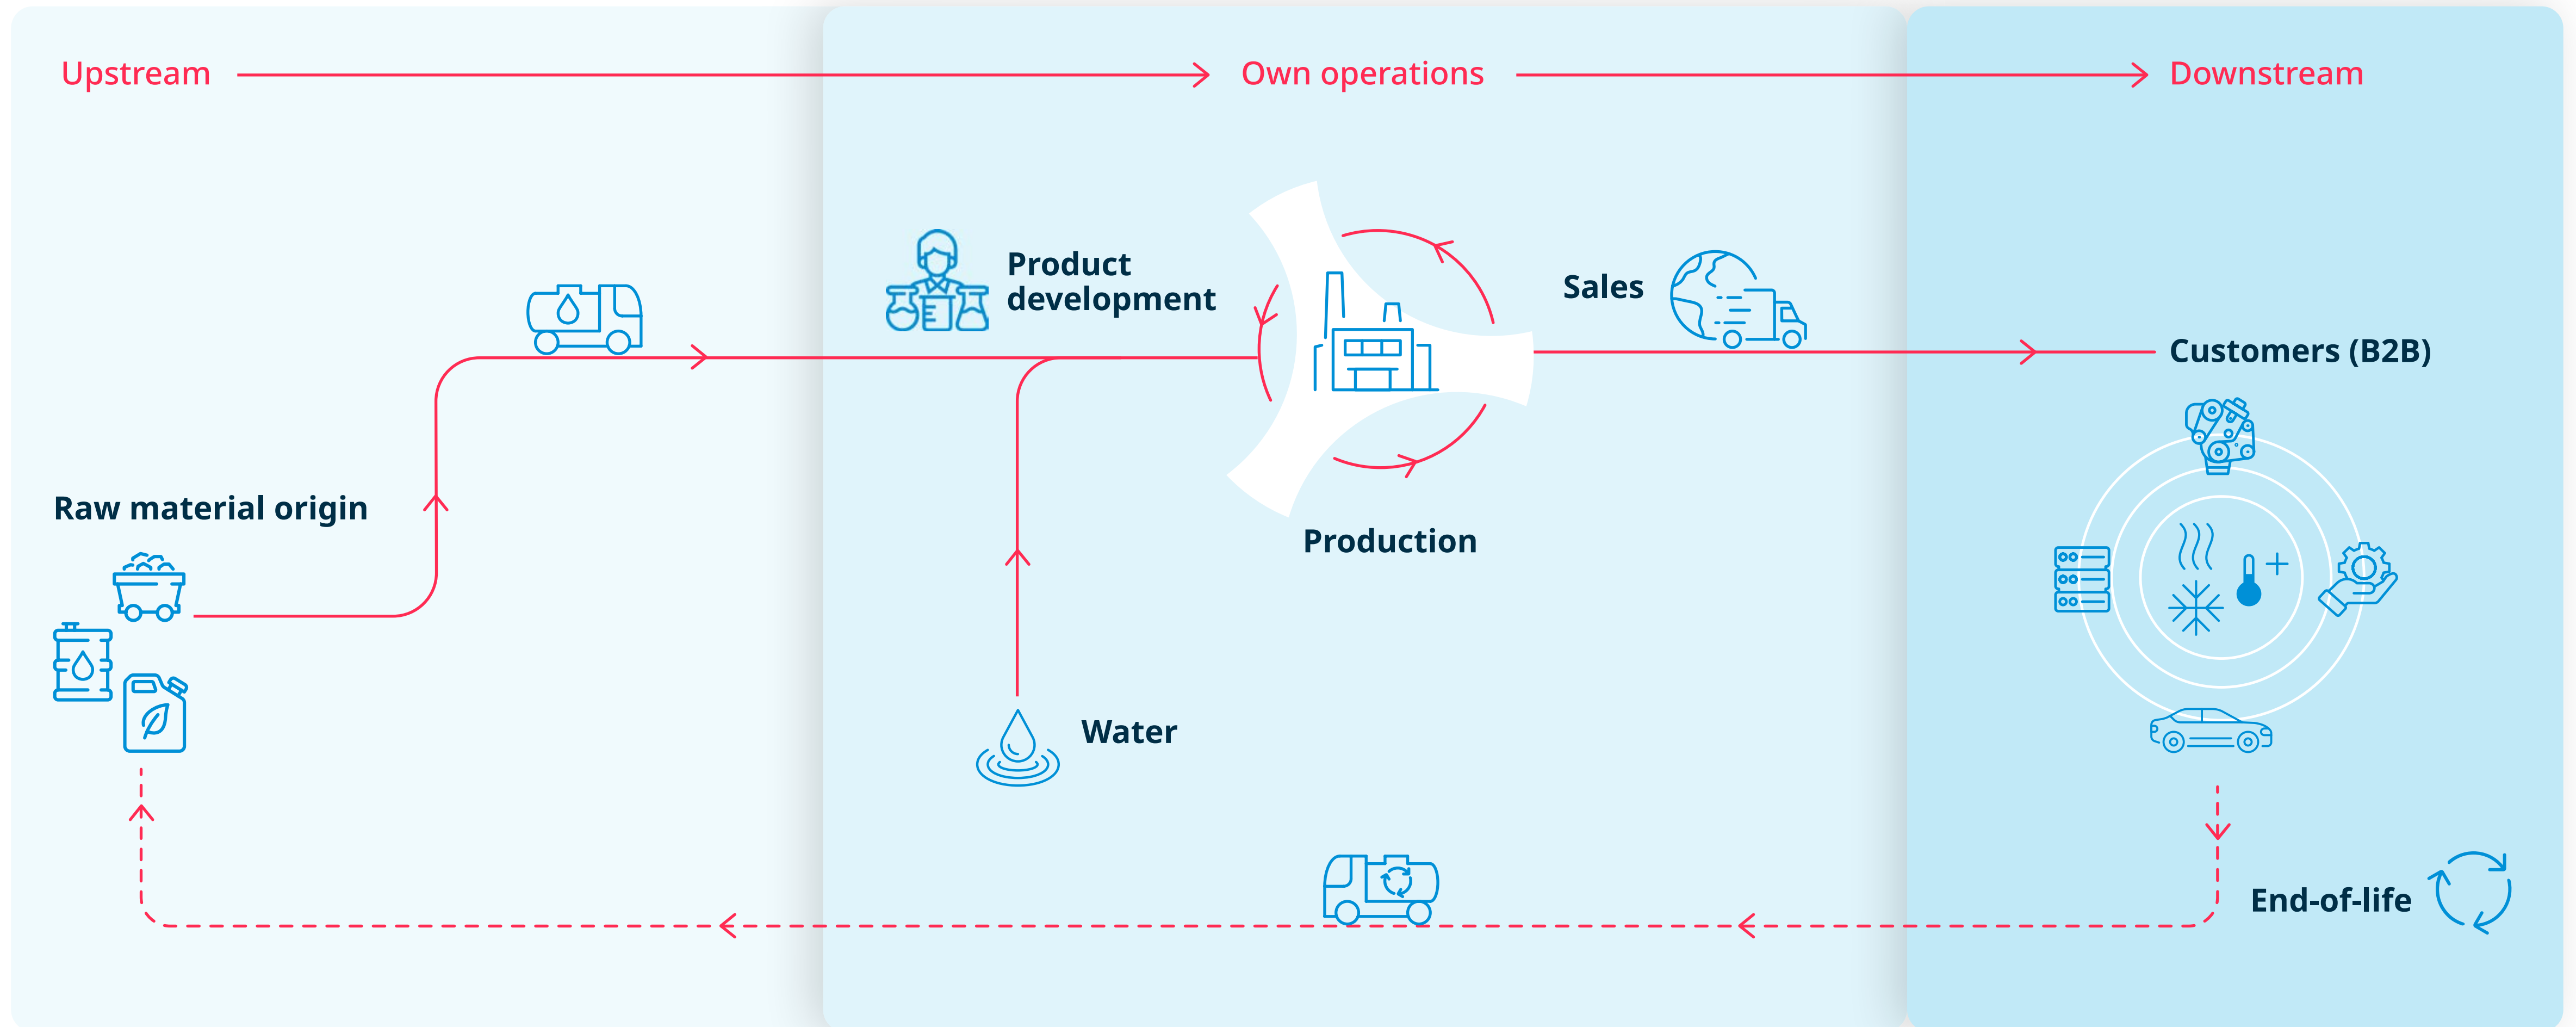 Upstream
Own operations
Downstream
Product
development
Sales
Customers (B2B)
Raw material origin
Production
Water
End-of-life